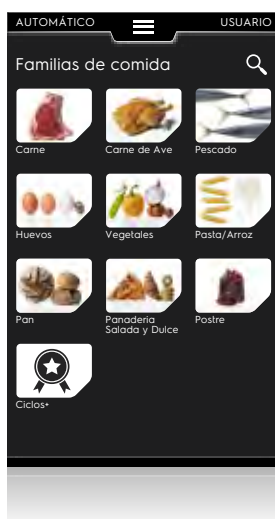 AUTOMÁTICO USUARIO
Familias de comida
Carne Carne de Ave Pescado
Huevos Vegetales Pasta/Arroz
Pan Panaderia Postre
Salada y Dulce
Ciclos+